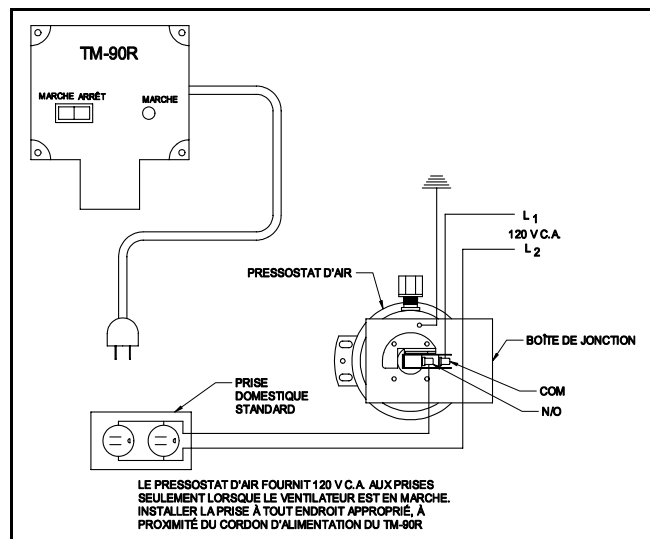 TM-90R
MARCHE ARRÊT
MARCHE
L1
120 V C.A.
L2
PRESSOSTAT D'AIR
BOÎTE DE JONCTION
COM
N/O
PRISE
DOMESTIQUE
STANDARD
LE PRESSOSTAT D'AIR FOURNIT 120 V C.A. AUX PRISES
SEULEMENT LORSQUE LE VENTILATEUR EST EN MARCHE.
INSTALLER LA PRISE À TOUT ENDROIT APPROPRIÉ, À
PROXIMITÉ DU CORDON D'ALIMENTATION DU TM-90R